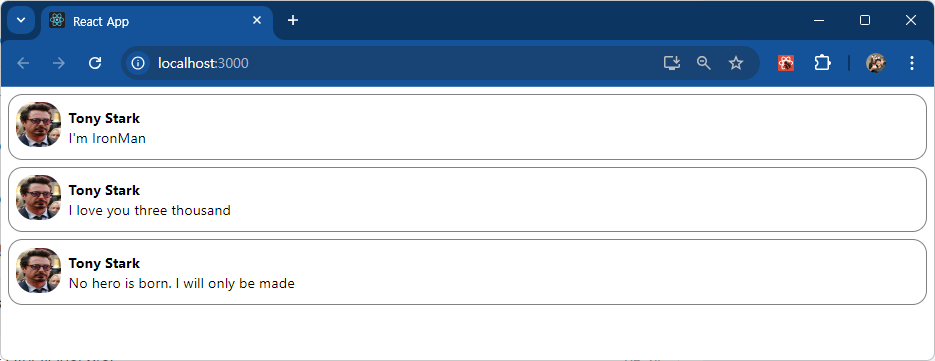 React App
localhost:3000
Tony Stark
I'm IronMan
Tony Stark
I love you three thousand
Tony Stark
No hero is born. I will only be made